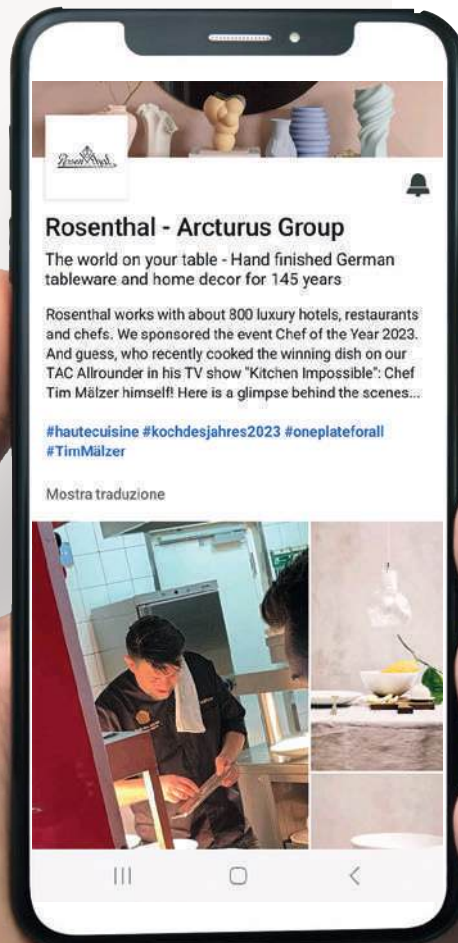 Rosenthal
Rosenthal - Arcturus Group
The world on your table - Hand finished German
tableware and home decor for 145 years
Rosenthal works with about 800 luxury hotels, restaurants
and chefs. We sponsored the event Chef of the Year 2023.
And guess, who recently cooked the winning dish on our
TAC Allrounder in his TV show "Kitchen Impossible": Chef
Tim Mälzer himself! Here is a glimpse behind the scenes...
#hautecuisine #kochdesjahres2023 #oneplateforall
#TimMälzer
Mostra traduzione